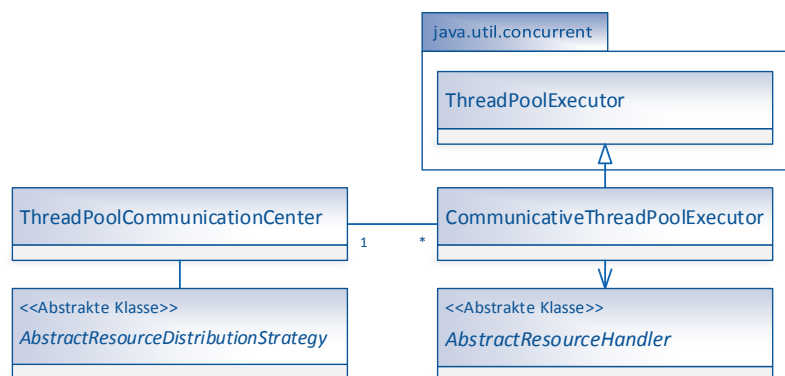 java.util.concurrent
ThreadPoolExecutor
ThreadPoolCommunicationCenter
1
*
CommunicativeThreadPoolExecutor
<<Abstrakte Klasse>>
AbstractResourceDistributionStrategy
<<Abstrakte Klasse>>
AbstractResourceHandler